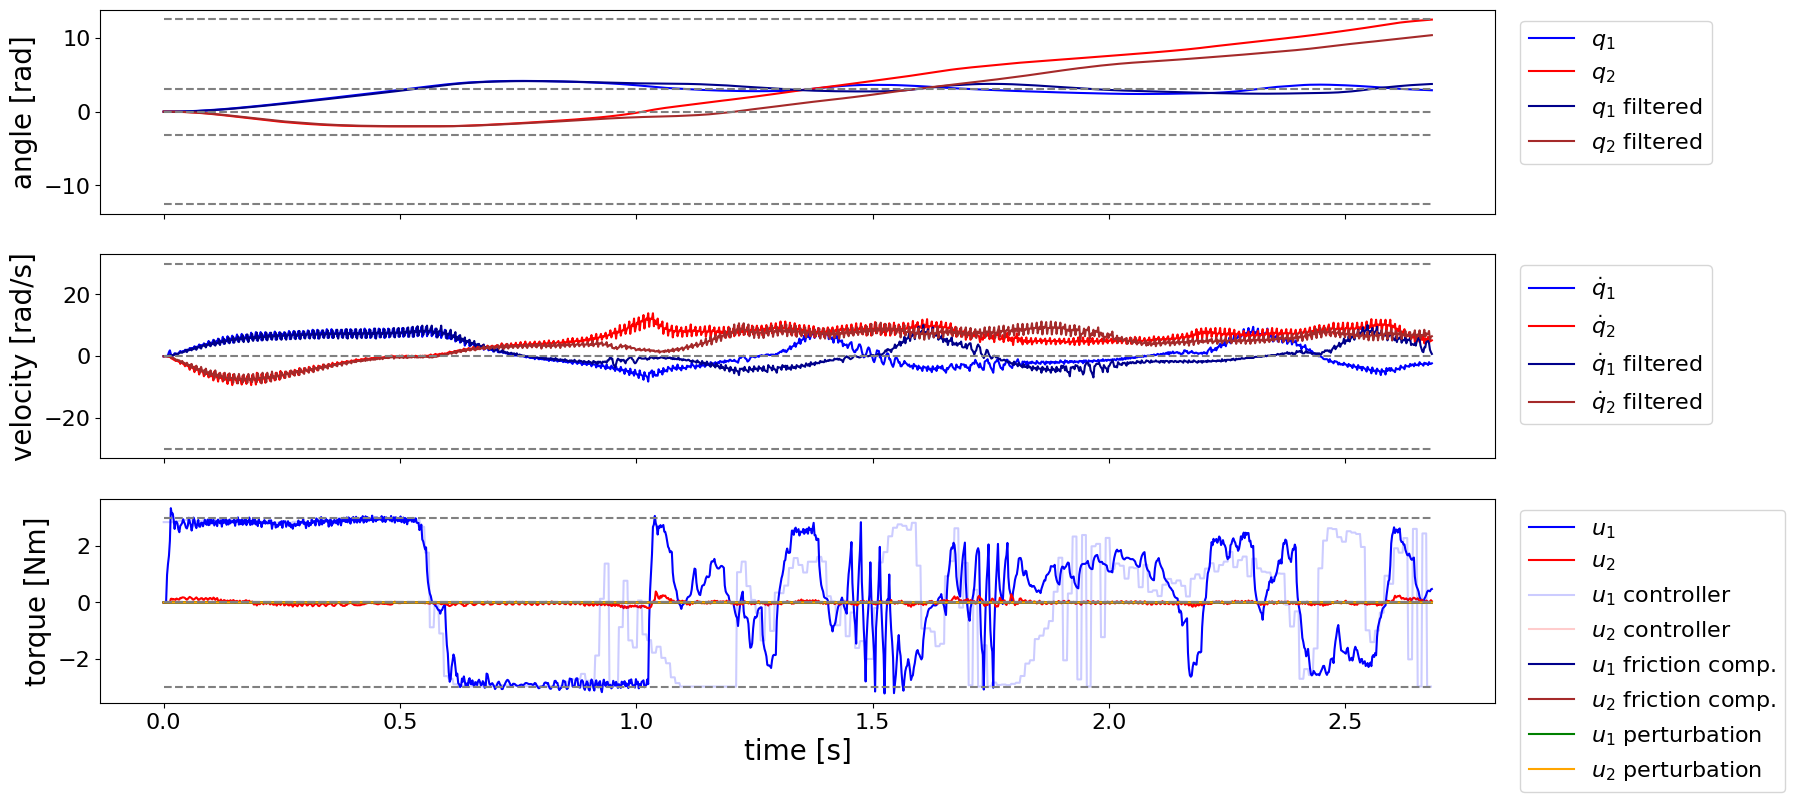 angle [rad]
10
0
−10
q₁
q₂
q₁ filtered
q₂ filtered
velocity [rad/s]
20
0
−20
q̇₁
q̇₂
q̇₁ filtered
q̇₂ filtered
torque [Nm]
2
0
−2
0.0 0.5 1.0 1.5 2.0 2.5
time [s]
u₁
u₂
u₁ controller
u₂ controller
u₁ friction comp.
u₂ friction comp.
u₁ perturbation
u₂ perturbation